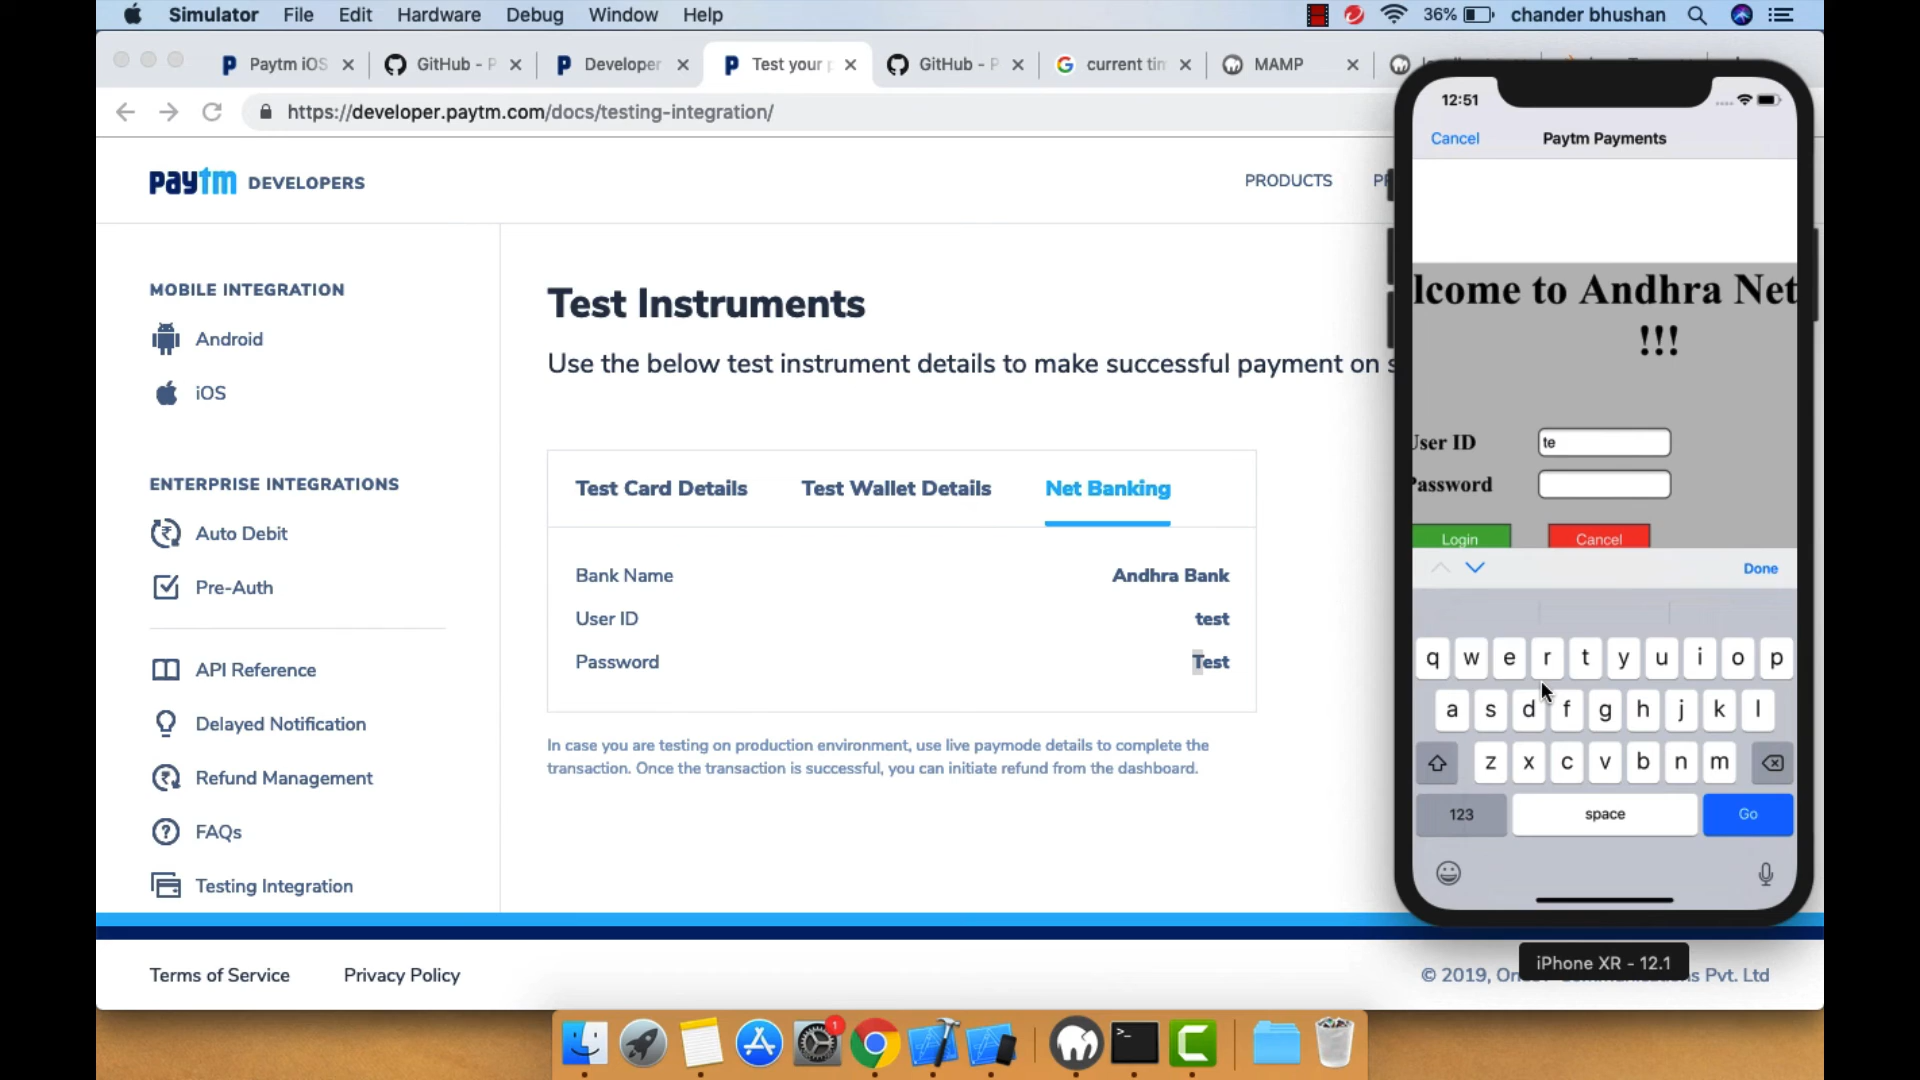 Simulator File Edit Hardware Debug Window Help 36% chander bhushan
Paytm iOS GitHub - P Developer Test your p GitHub - P current tim MAMP
https://developer.paytm.com/docs/testing-integration/
paytm DEVELOPERS
PRODUCTS
MOBILE INTEGRATION
Android
iOS
ENTERPRISE INTEGRATIONS
Auto Debit
Pre-Auth
API Reference
Delayed Notification
Refund Management
FAQs
Testing Integration
Test Instruments
Use the below test instrument details to make successful payment on s
Test Card Details Test Wallet Details Net Banking
Bank Name Andhra Bank
User ID test
Password Test
In case you are testing on production environment, use live paymode details to complete the
transaction. Once the transaction is successful, you can initiate refund from the dashboard.
Terms of Service Privacy Policy
© 2019, On s Pvt. Ltd
12:51
Cancel Paytm Payments
lcome to Andhra Net
!!!
User ID te
Password
Login Cancel
Done
q w e r t y u i o p
a s d f g h j k l
z x c v b n m
123 space Go
iPhone XR - 12.1
1